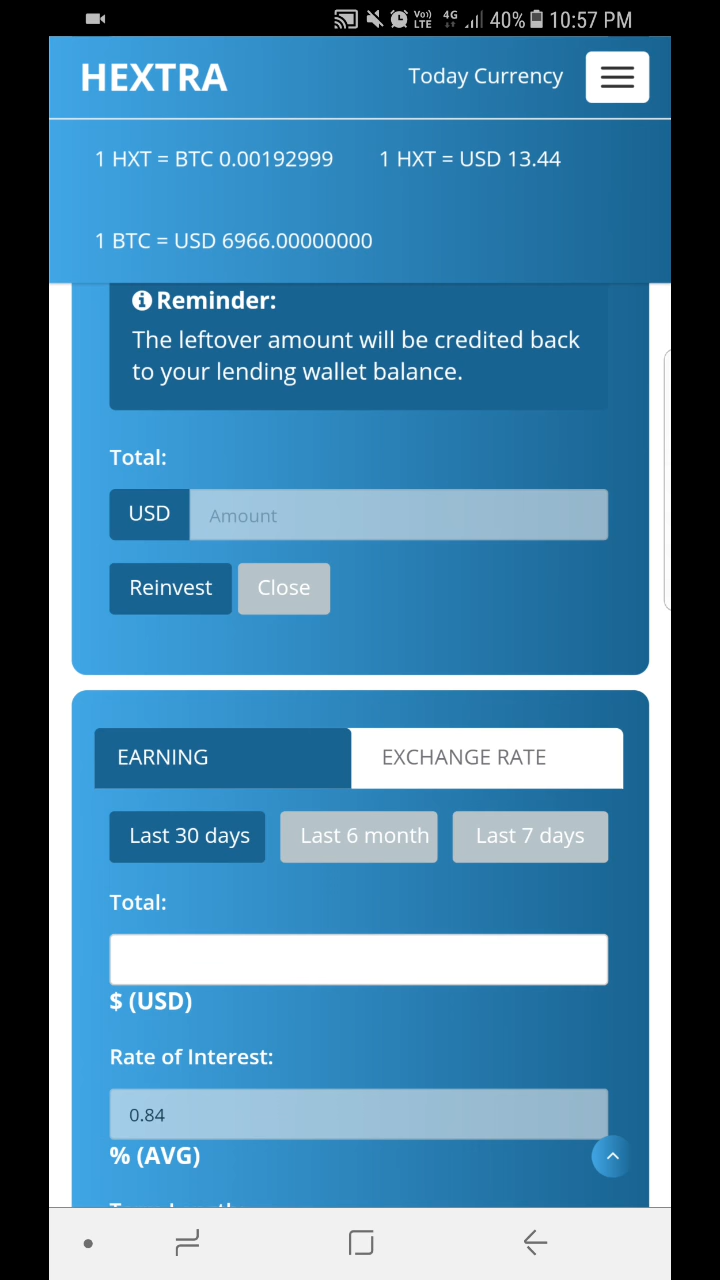 Vo)) LTE 4G 40% 10:57 PM
HEXTRA Today Currency
1 HXT = BTC 0.00192999 1 HXT = USD 13.44
1 BTC = USD 6966.00000000
Reminder:
The leftover amount will be credited back
to your lending wallet balance.
Total:
USD Amount
Reinvest Close
EARNING EXCHANGE RATE
Last 30 days Last 6 month Last 7 days
Total:
$ (USD)
Rate of Interest:
0.84
% (AVG)